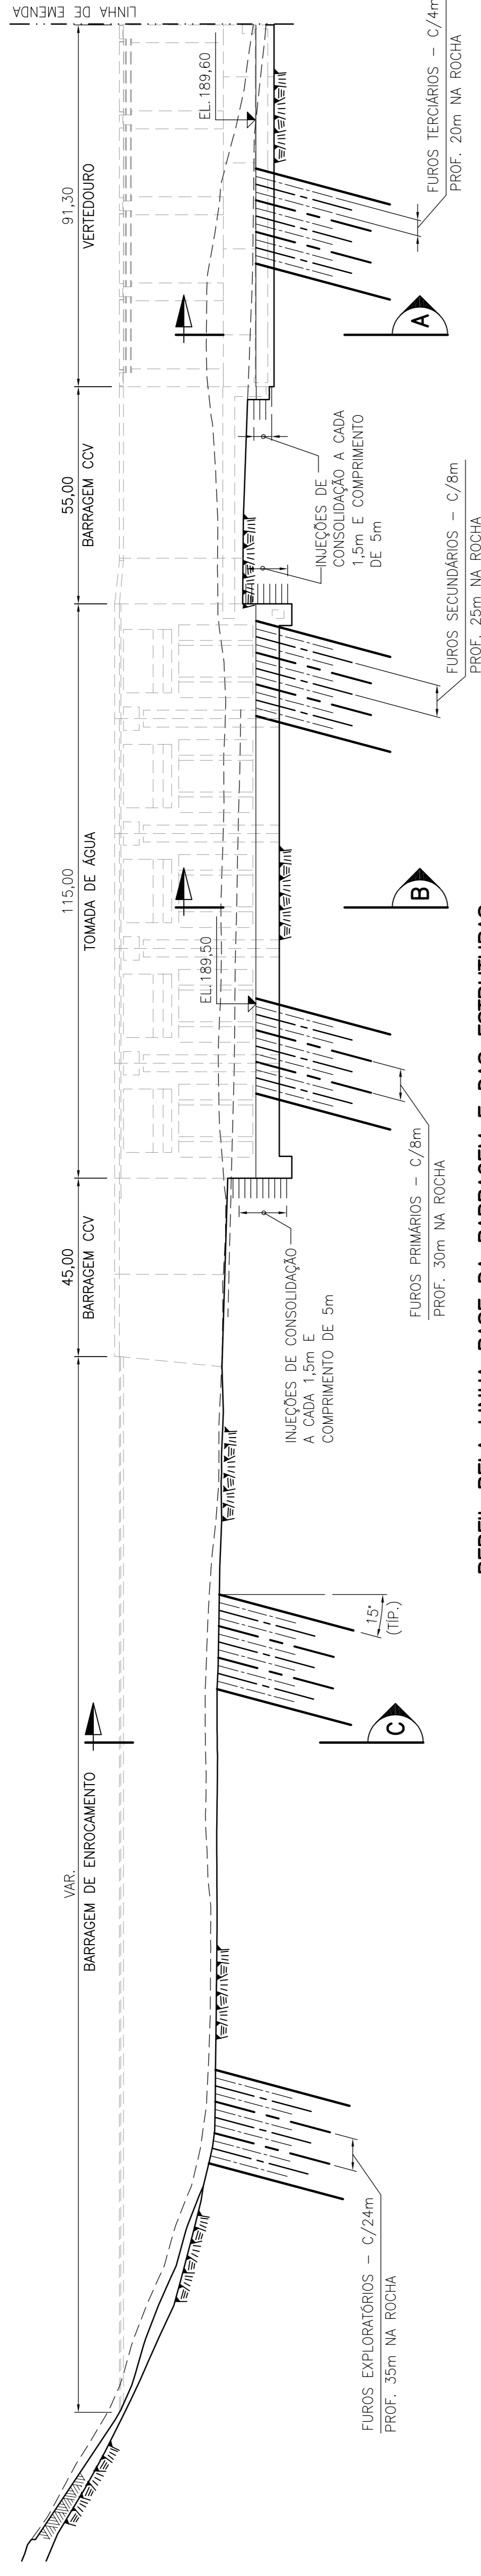 LINHA DE EMENDA
VAR.
BARRAGEM DE ENROCAMENTO
45,00
BARRAGEM CCV
115,00
TOMADA DE ÁGUA
55,00
BARRAGEM CCV
91,30
VERTEDOURO
EL.189,50
EL.189,60
FUROS EXPLORATÓRIOS - C/24m
PROF. 35m NA ROCHA
C
15°
(TÍP.)
INJEÇÕES DE CONSOLIDAÇÃO
A CADA 1,5m E
COMPRIMENTO DE 5m
FUROS PRIMÁRIOS - C/8m
PROF. 30m NA ROCHA
B
FUROS SECUNDÁRIOS - C/8m
PROF. 25m NA ROCHA
INJEÇÕES DE
CONSOLIDAÇÃO A CADA
1,5m E COMPRIMENTO
DE 5m
A
FUROS TERCIÁRIOS - C/4m
PROF. 20m NA ROCHA